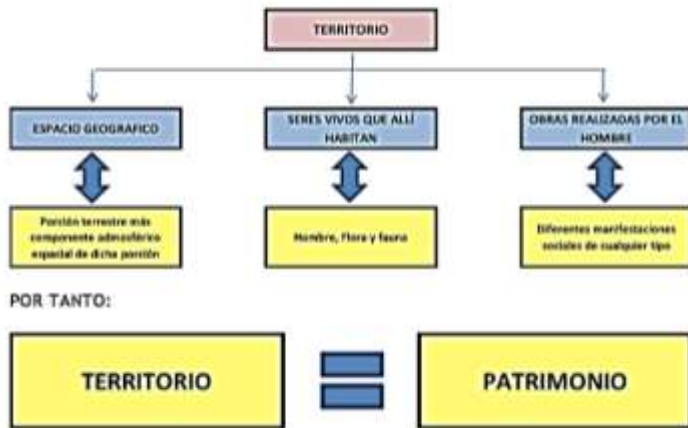 TERRITORIO
ESPACIO GEOGRAFICO
SERES VIVOS QUE ALLÍ
HABITAN
OBRAS REALIZADAS POR EL
HOMBRE
Porción terrestre más
componente admosférico
espacial de dicha porción
Hombre, Flora y fauna
Diferentes manifestaciones
sociales de cualquier tipo
POR TANTO:
TERRITORIO
PATRIMONIO